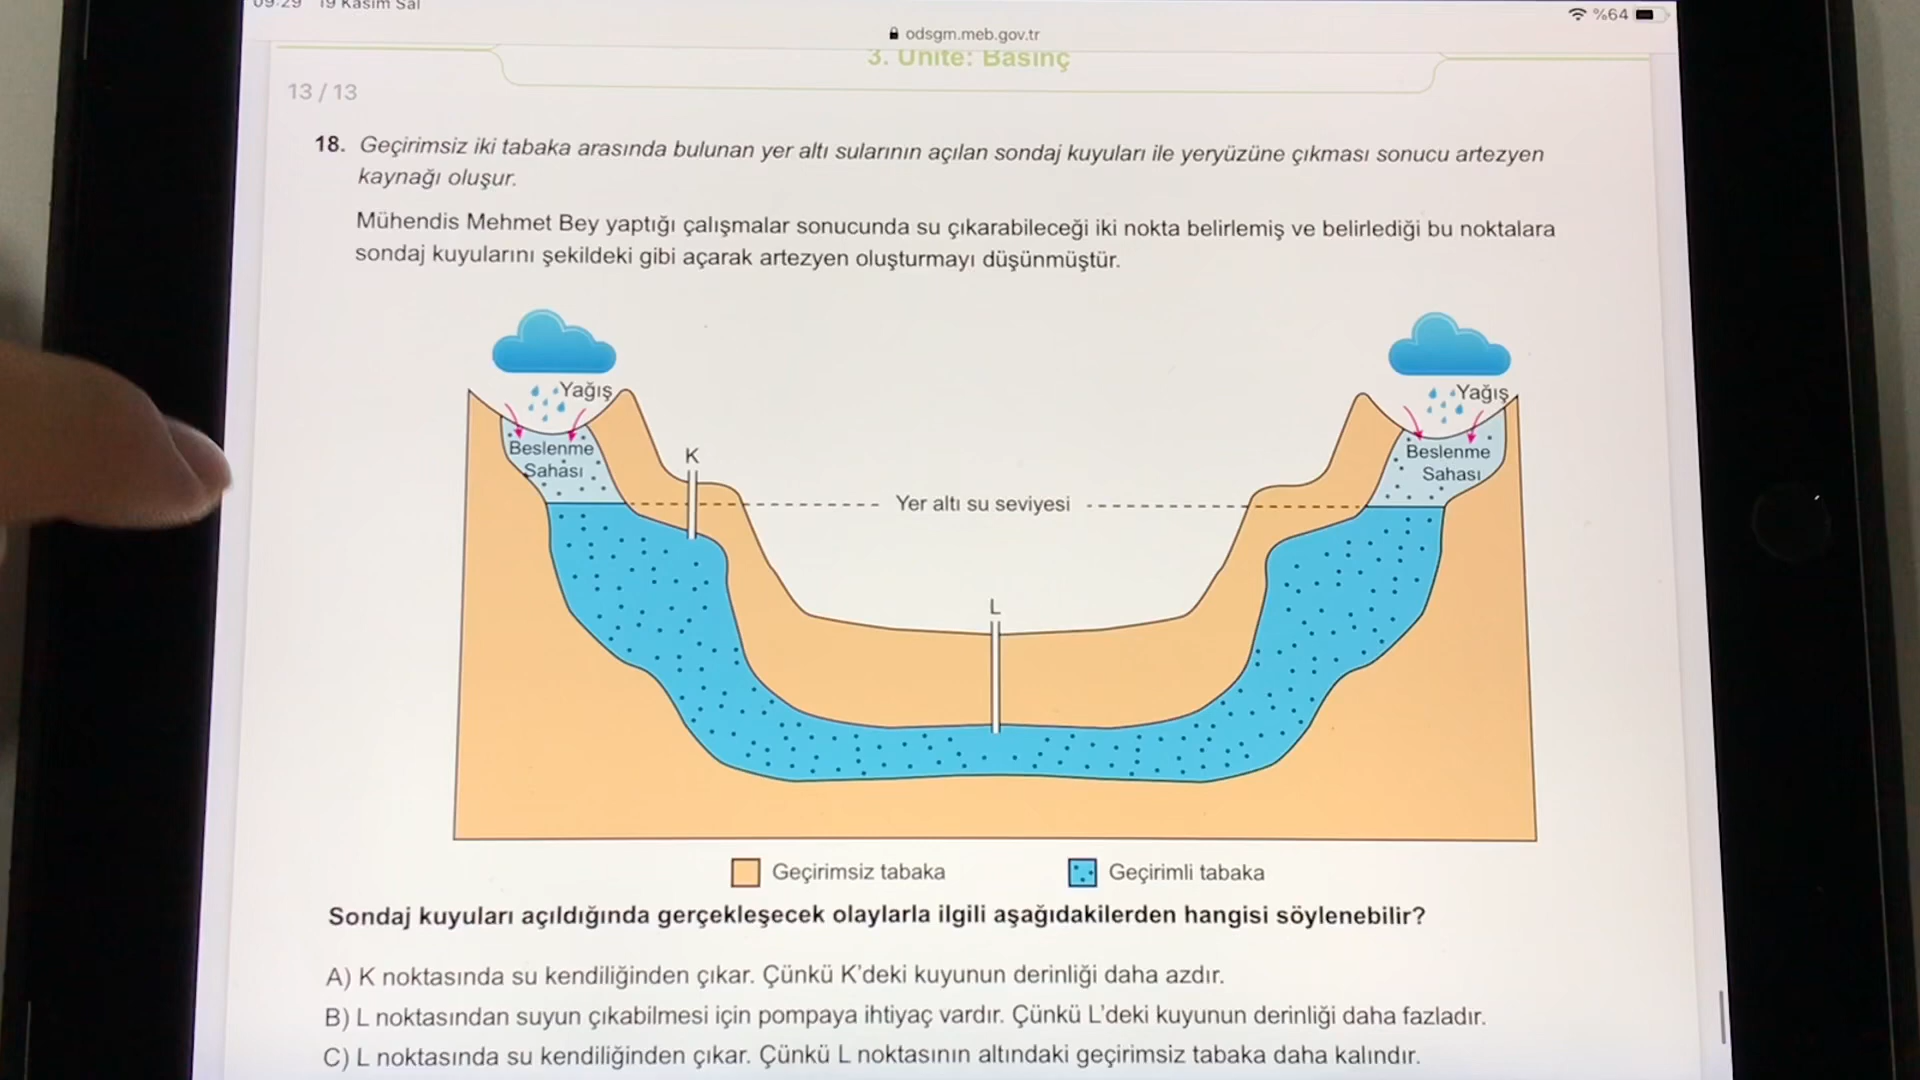 09:29 19 Kasım Sal
%64
odsgm.meb.gov.tr
3. Ünite: Basınç
13 / 13
18. Geçirimsiz iki tabaka arasında bulunan yer altı sularının açılan sondaj kuyuları ile yeryüzüne çıkması sonucu artezyen
kaynağı oluşur.
Mühendis Mehmet Bey yaptığı çalışmalar sonucunda su çıkarabileceği iki nokta belirlemiş ve belirlediği bu noktalara
sondaj kuyularını şekildeki gibi açarak artezyen oluşturmayı düşünmüştür.
Yağış
Yağış
Beslenme
Sahası
Beslenme
Sahası
K
Yer altı su seviyesi
L
Geçirimsiz tabaka
Geçirimli tabaka
Sondaj kuyuları açıldığında gerçekleşecek olaylarla ilgili aşağıdakilerden hangisi söylenebilir?
A) K noktasında su kendiliğinden çıkar. Çünkü K'deki kuyunun derinliği daha azdır.
B) L noktasından suyun çıkabilmesi için pompaya ihtiyaç vardır. Çünkü L'deki kuyunun derinliği daha fazladır.
C) L noktasında su kendiliğinden çıkar. Çünkü L noktasının altındaki geçirimsiz tabaka daha kalındır.